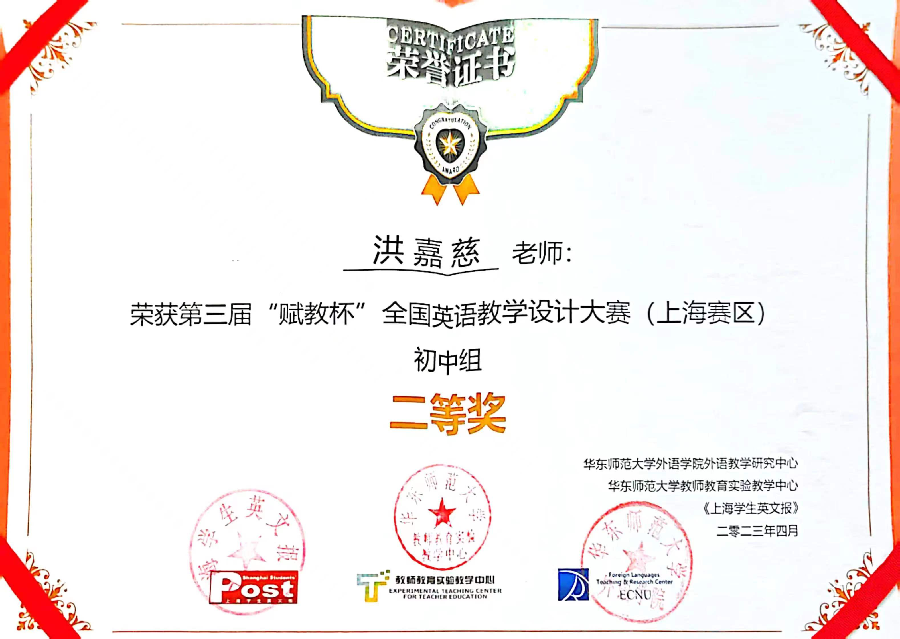 CERTIFICATE
荣誉证书
CONGRATULATION
AWARD
洪嘉慈 老师：
荣获第三届“赋教杯”全国英语教学设计大赛（上海赛区）
初中组
二等奖
华东师范大学外语学院外语教学研究中心
华东师范大学教师教育实验教学中心
《上海学生英文报》
二零二三年四月
海学生英文报
华东师范大学
教师教育实验
教学中心
华东师范大
Shanghai Students
Post
上海学生英文报
教师教育实验教学中心
EXPERIMENTAL TEACHING CENTER
FOR TEACHER EDUCATION
Foreign Languages
Teaching & Research Center
ECNU